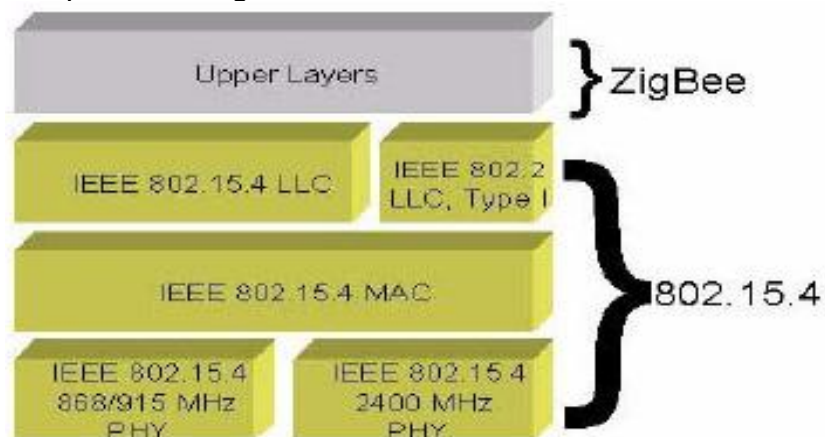 Upper Layers
ZigBee
IEEE 802.15.4 LLC
IEEE 802.2
LLC, Type I
IEEE 802.15.4 MAC
802.15.4
IEEE 802.15.4
868/915 MHz
PHY
IEEE 802.15.4
2400 MHz
PHY